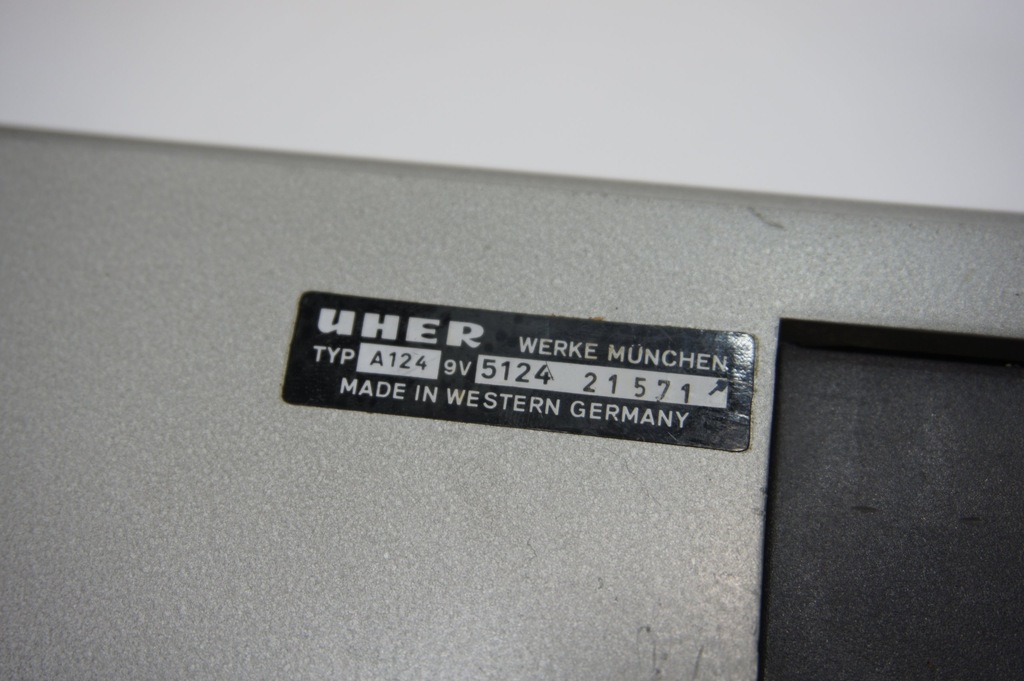 UHER WERKE MÜNCHEN
TYP A124 9V 5124 21571
MADE IN WESTERN GERMANY